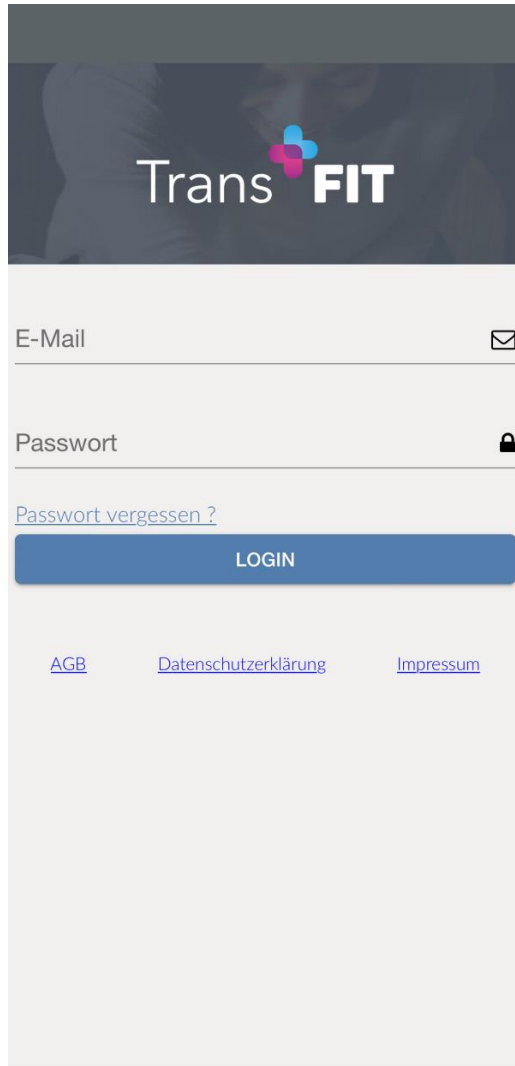 Trans FIT
E-Mail
Passwort
Passwort vergessen ?
LOGIN
AGB Datenschutzerklärung Impressum